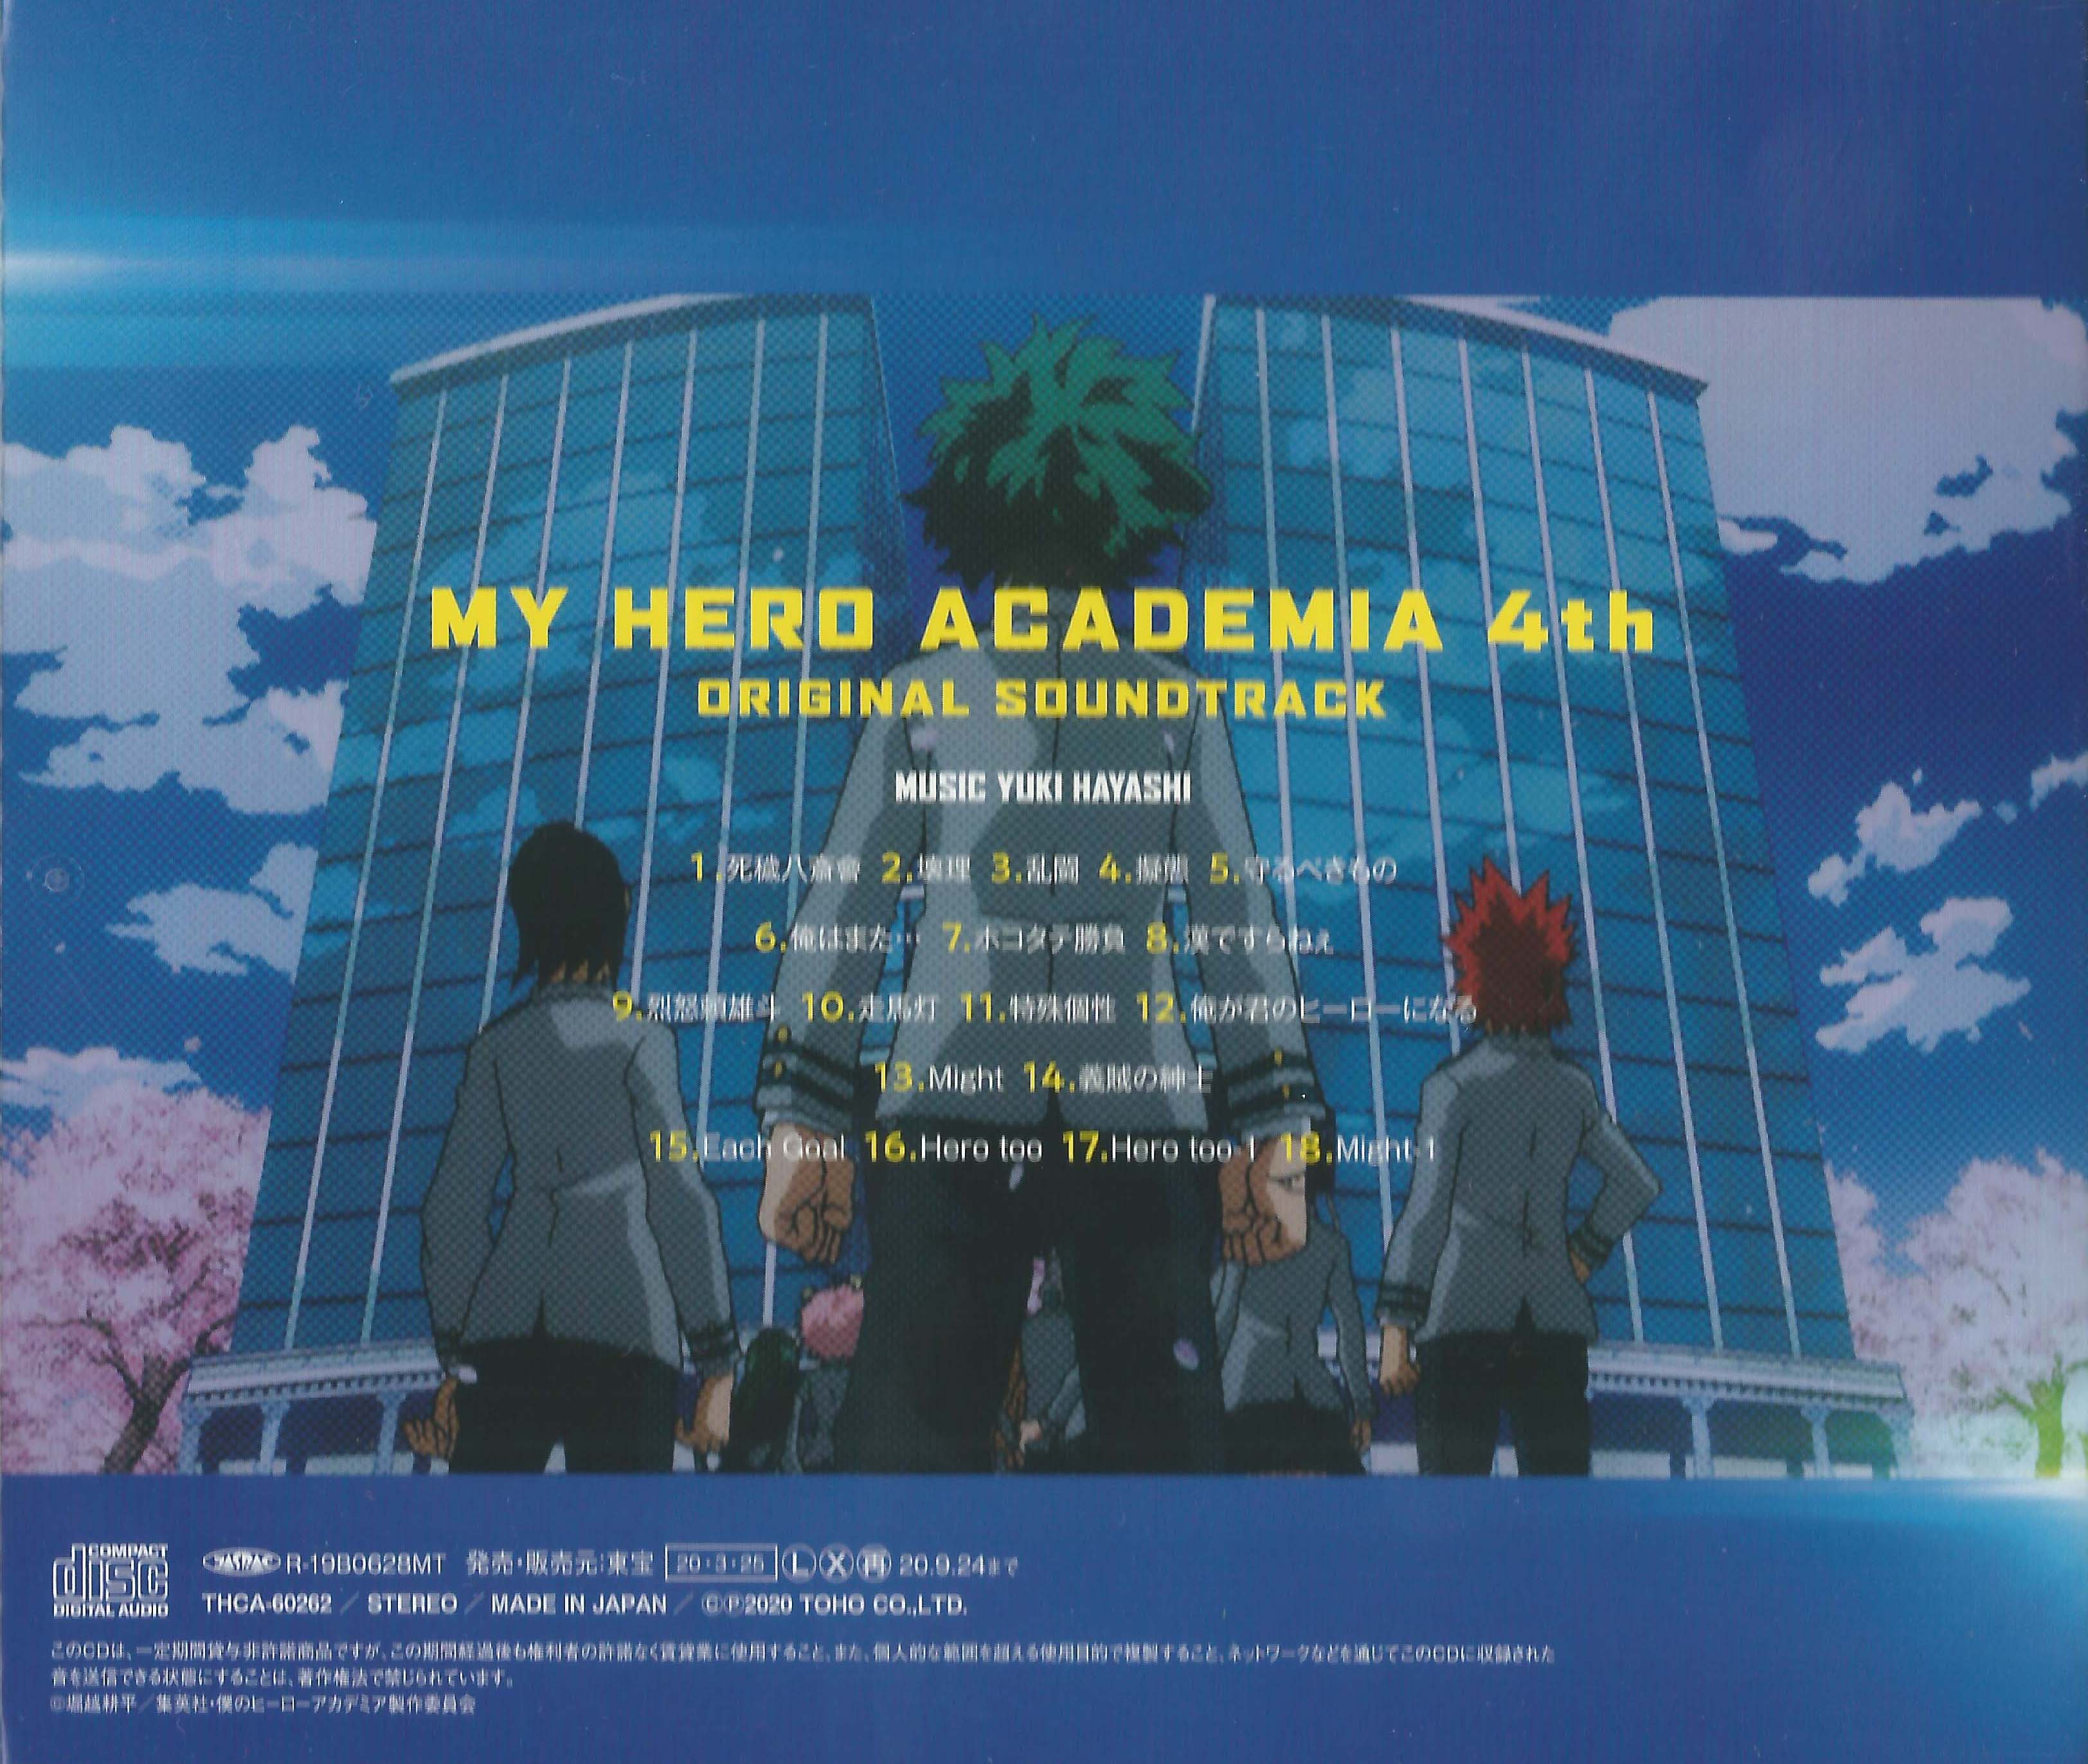 MY HERO ACADEMIA 4th
ORIGINAL SOUNDTRACK
MUSIC YUKI HAYASHI
1.死穢八斎會 2.壊理 3.乱闘 4.擬態 5.守るべきもの
6.俺はまた… 7.ホコタテ勝負 8.漢ですらねえ
9.烈怒頼雄斗 10.走馬灯 11.特殊個性 12.俺が君のヒーローになる
13.Might 14.義賊の紳士
15.Each Goal 16.Hero too 17.Hero too-1 18.Might-1
COMPACT
disc
DIGITAL AUDIO
JASRAC R-19B0628MT 発売・販売元:東宝 20・3・25 Ⓛ Ⓧ ㊢ 20.9.24まで
THCA-60262 / STEREO / MADE IN JAPAN / ©℗2020 TOHO CO.,LTD.
このCDは、一定期間貸与非許諾商品ですが、この期間経過後も権利者の許諾なく賃貸業に使用すること、また、個人的な範囲を超える使用目的で複製すること、ネットワークなどを通じてこのCDに収録された
音を送信できる状態にすることは、著作権法で禁じられています。
©堀越耕平/集英社・僕のヒーローアカデミア製作委員会